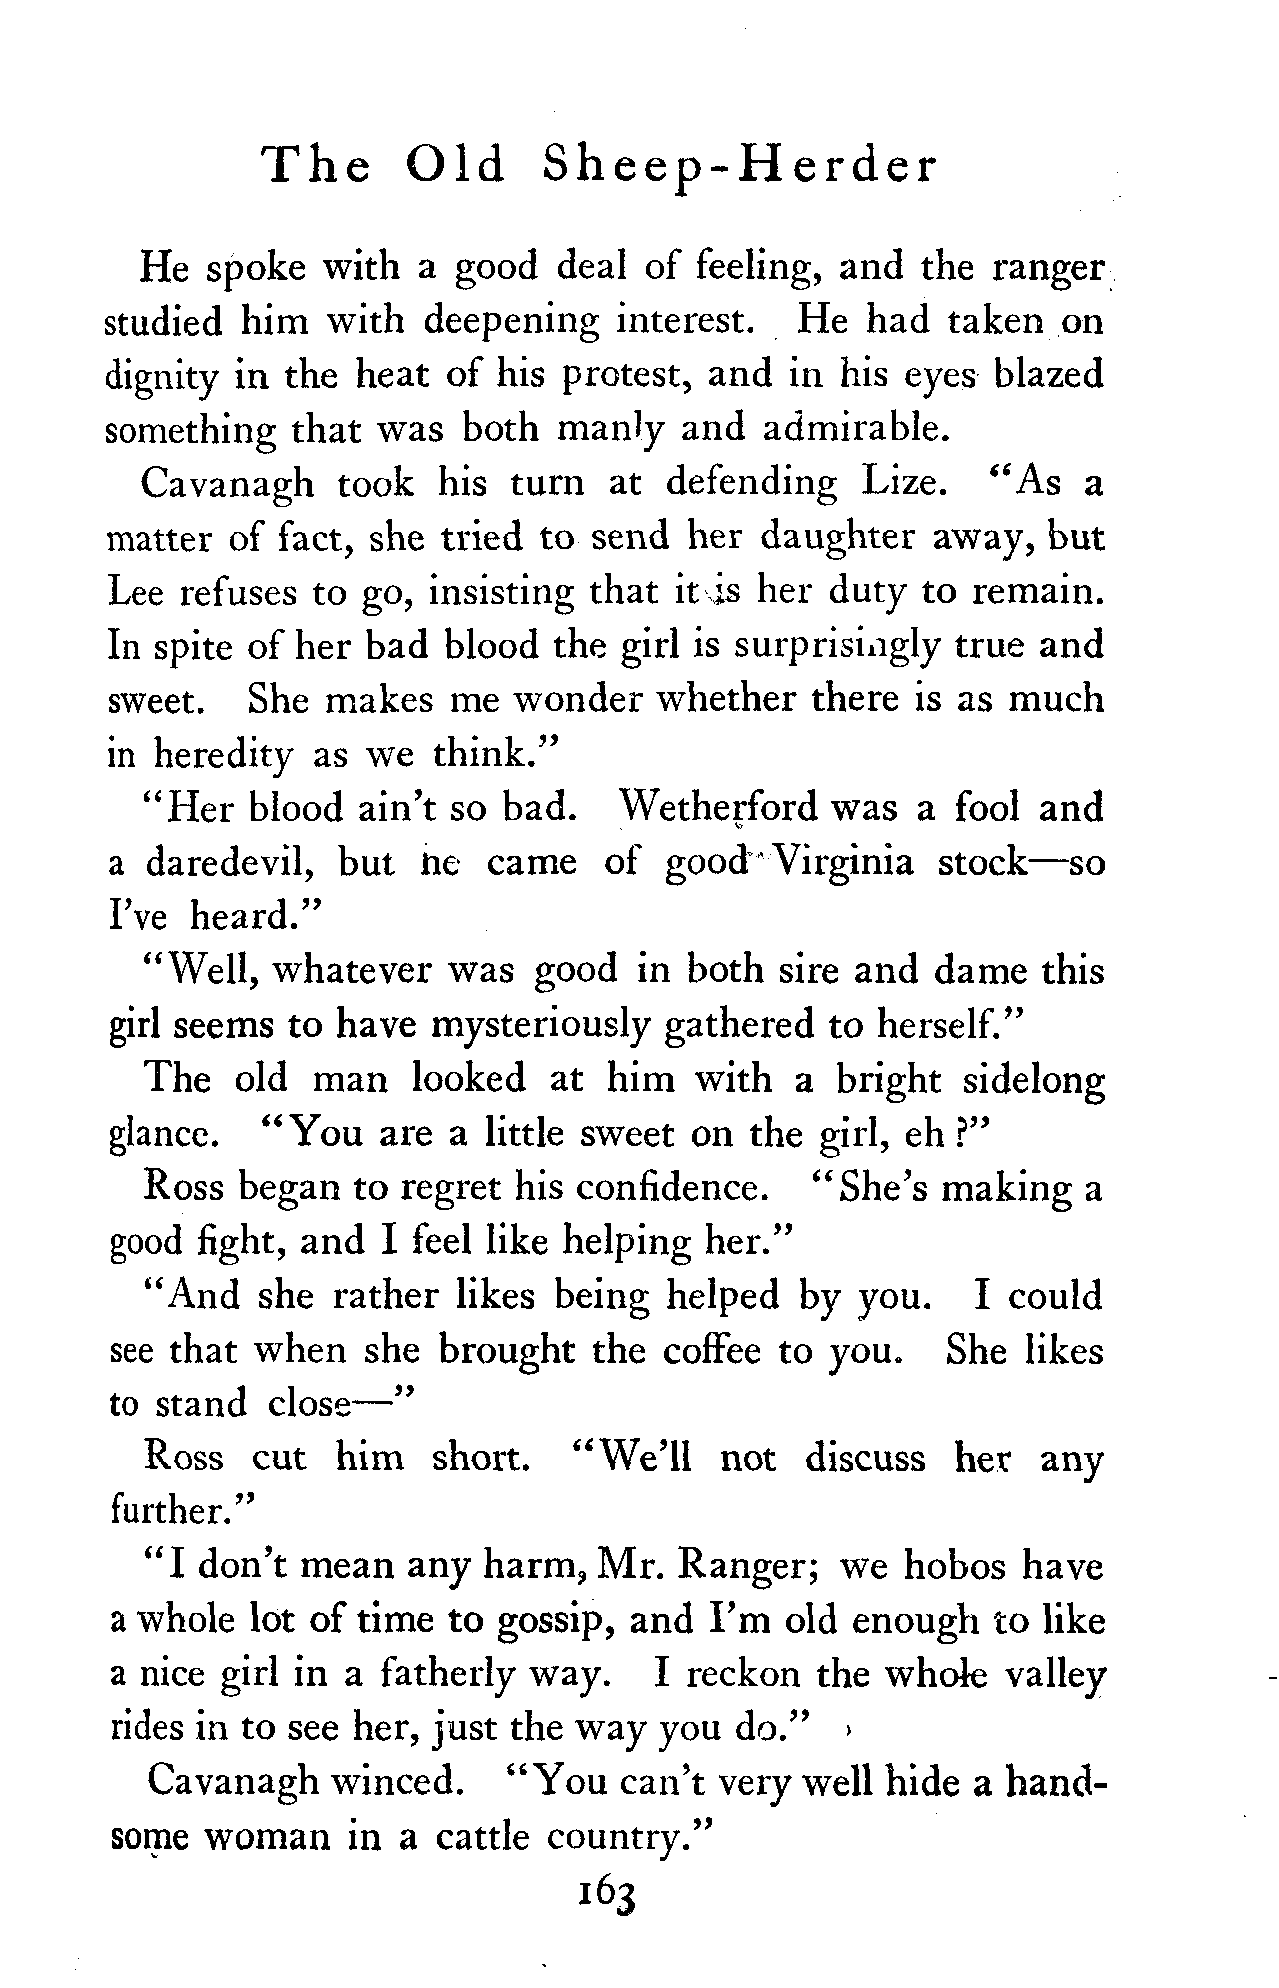 The Old Sheep-Herder
He spoke with a good deal of feeling, and the ranger
studied him with deepening interest. He had taken on
dignity in the heat of his protest, and in his eyes blazed
something that was both manly and admirable.
Cavanagh took his turn at defending Lize. "As a
matter of fact, she tried to send her daughter away, but
Lee refuses to go, insisting that it is her duty to remain.
In spite of her bad blood the girl is surprisingly true and
sweet. She makes me wonder whether there is as much
in heredity as we think."
"Her blood ain't so bad. Wetherford was a fool and
a daredevil, but he came of good Virginia stock—so
I've heard."
"Well, whatever was good in both sire and dame this
girl seems to have mysteriously gathered to herself."
The old man looked at him with a bright sidelong
glance. "You are a little sweet on the girl, eh?"
Ross began to regret his confidence. "She's making a
good fight, and I feel like helping her."
"And she rather likes being helped by you. I could
see that when she brought the coffee to you. She likes
to stand close—"
Ross cut him short. "We'll not discuss her any
further."
"I don't mean any harm, Mr. Ranger; we hobos have
a whole lot of time to gossip, and I'm old enough to like
a nice girl in a fatherly way. I reckon the whole valley
rides in to see her, just the way you do."
Cavanagh winced. "You can't very well hide a hand-
some woman in a cattle country."
163